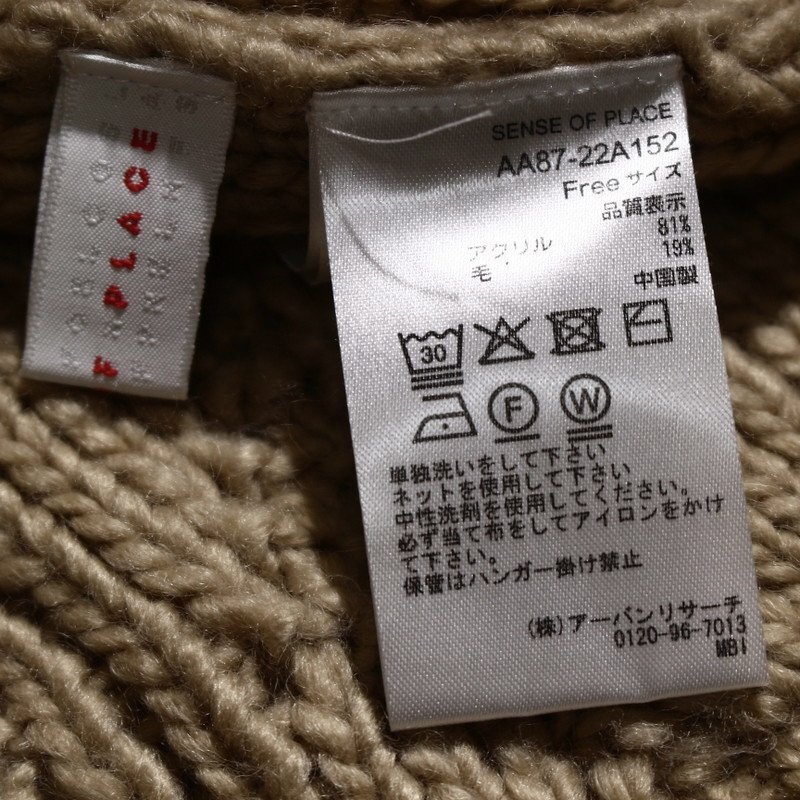 F PLACE
SENSE OF PLACE
AA87-22A152
Freeサイズ
品質表示
アクリル 81%
毛 19%
中国製
30
F W
単独洗いをして下さい
ネットを使用して下さい
中性洗剤を使用してください。
必ず当て布をしてアイロンをかけ
て下さい。
保管はハンガー掛け禁止
(株)アーバンリサーチ
0120-96-7013
MBI